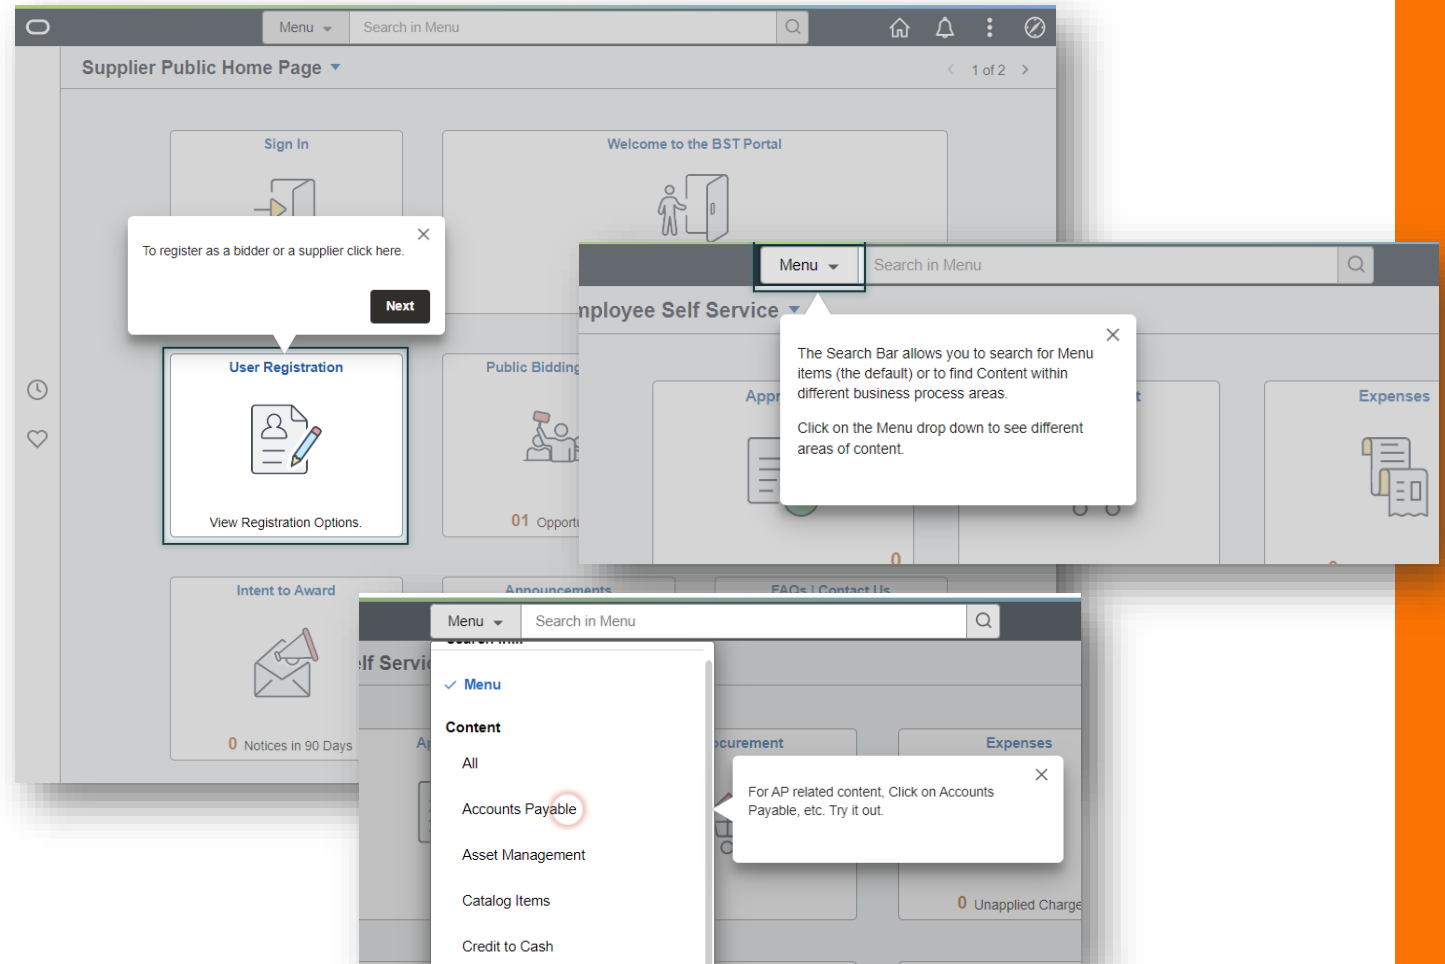 Menu
Search in Menu
Supplier Public Home Page
1 of 2
Sign In
Welcome to the BST Portal
To register as a bidder or a supplier click here.
Next
User Registration
View Registration Options.
Public Bidding
01
Intent to Award
0 Notices in 90 Days
Announcements
FAQs | Contact Us
Menu
Search in Menu
Self Service
The Search Bar allows you to search for Menu
items (the default) or to find Content within
different business process areas.
Click on the Menu drop down to see different
areas of content.
Expenses
0
Menu
Search in Menu
Menu
Content
All
Accounts Payable
Asset Management
Catalog Items
Credit to Cash
For AP related content, Click on Accounts
Payable, etc. Try it out.
Expenses
0 Unapplied Charge